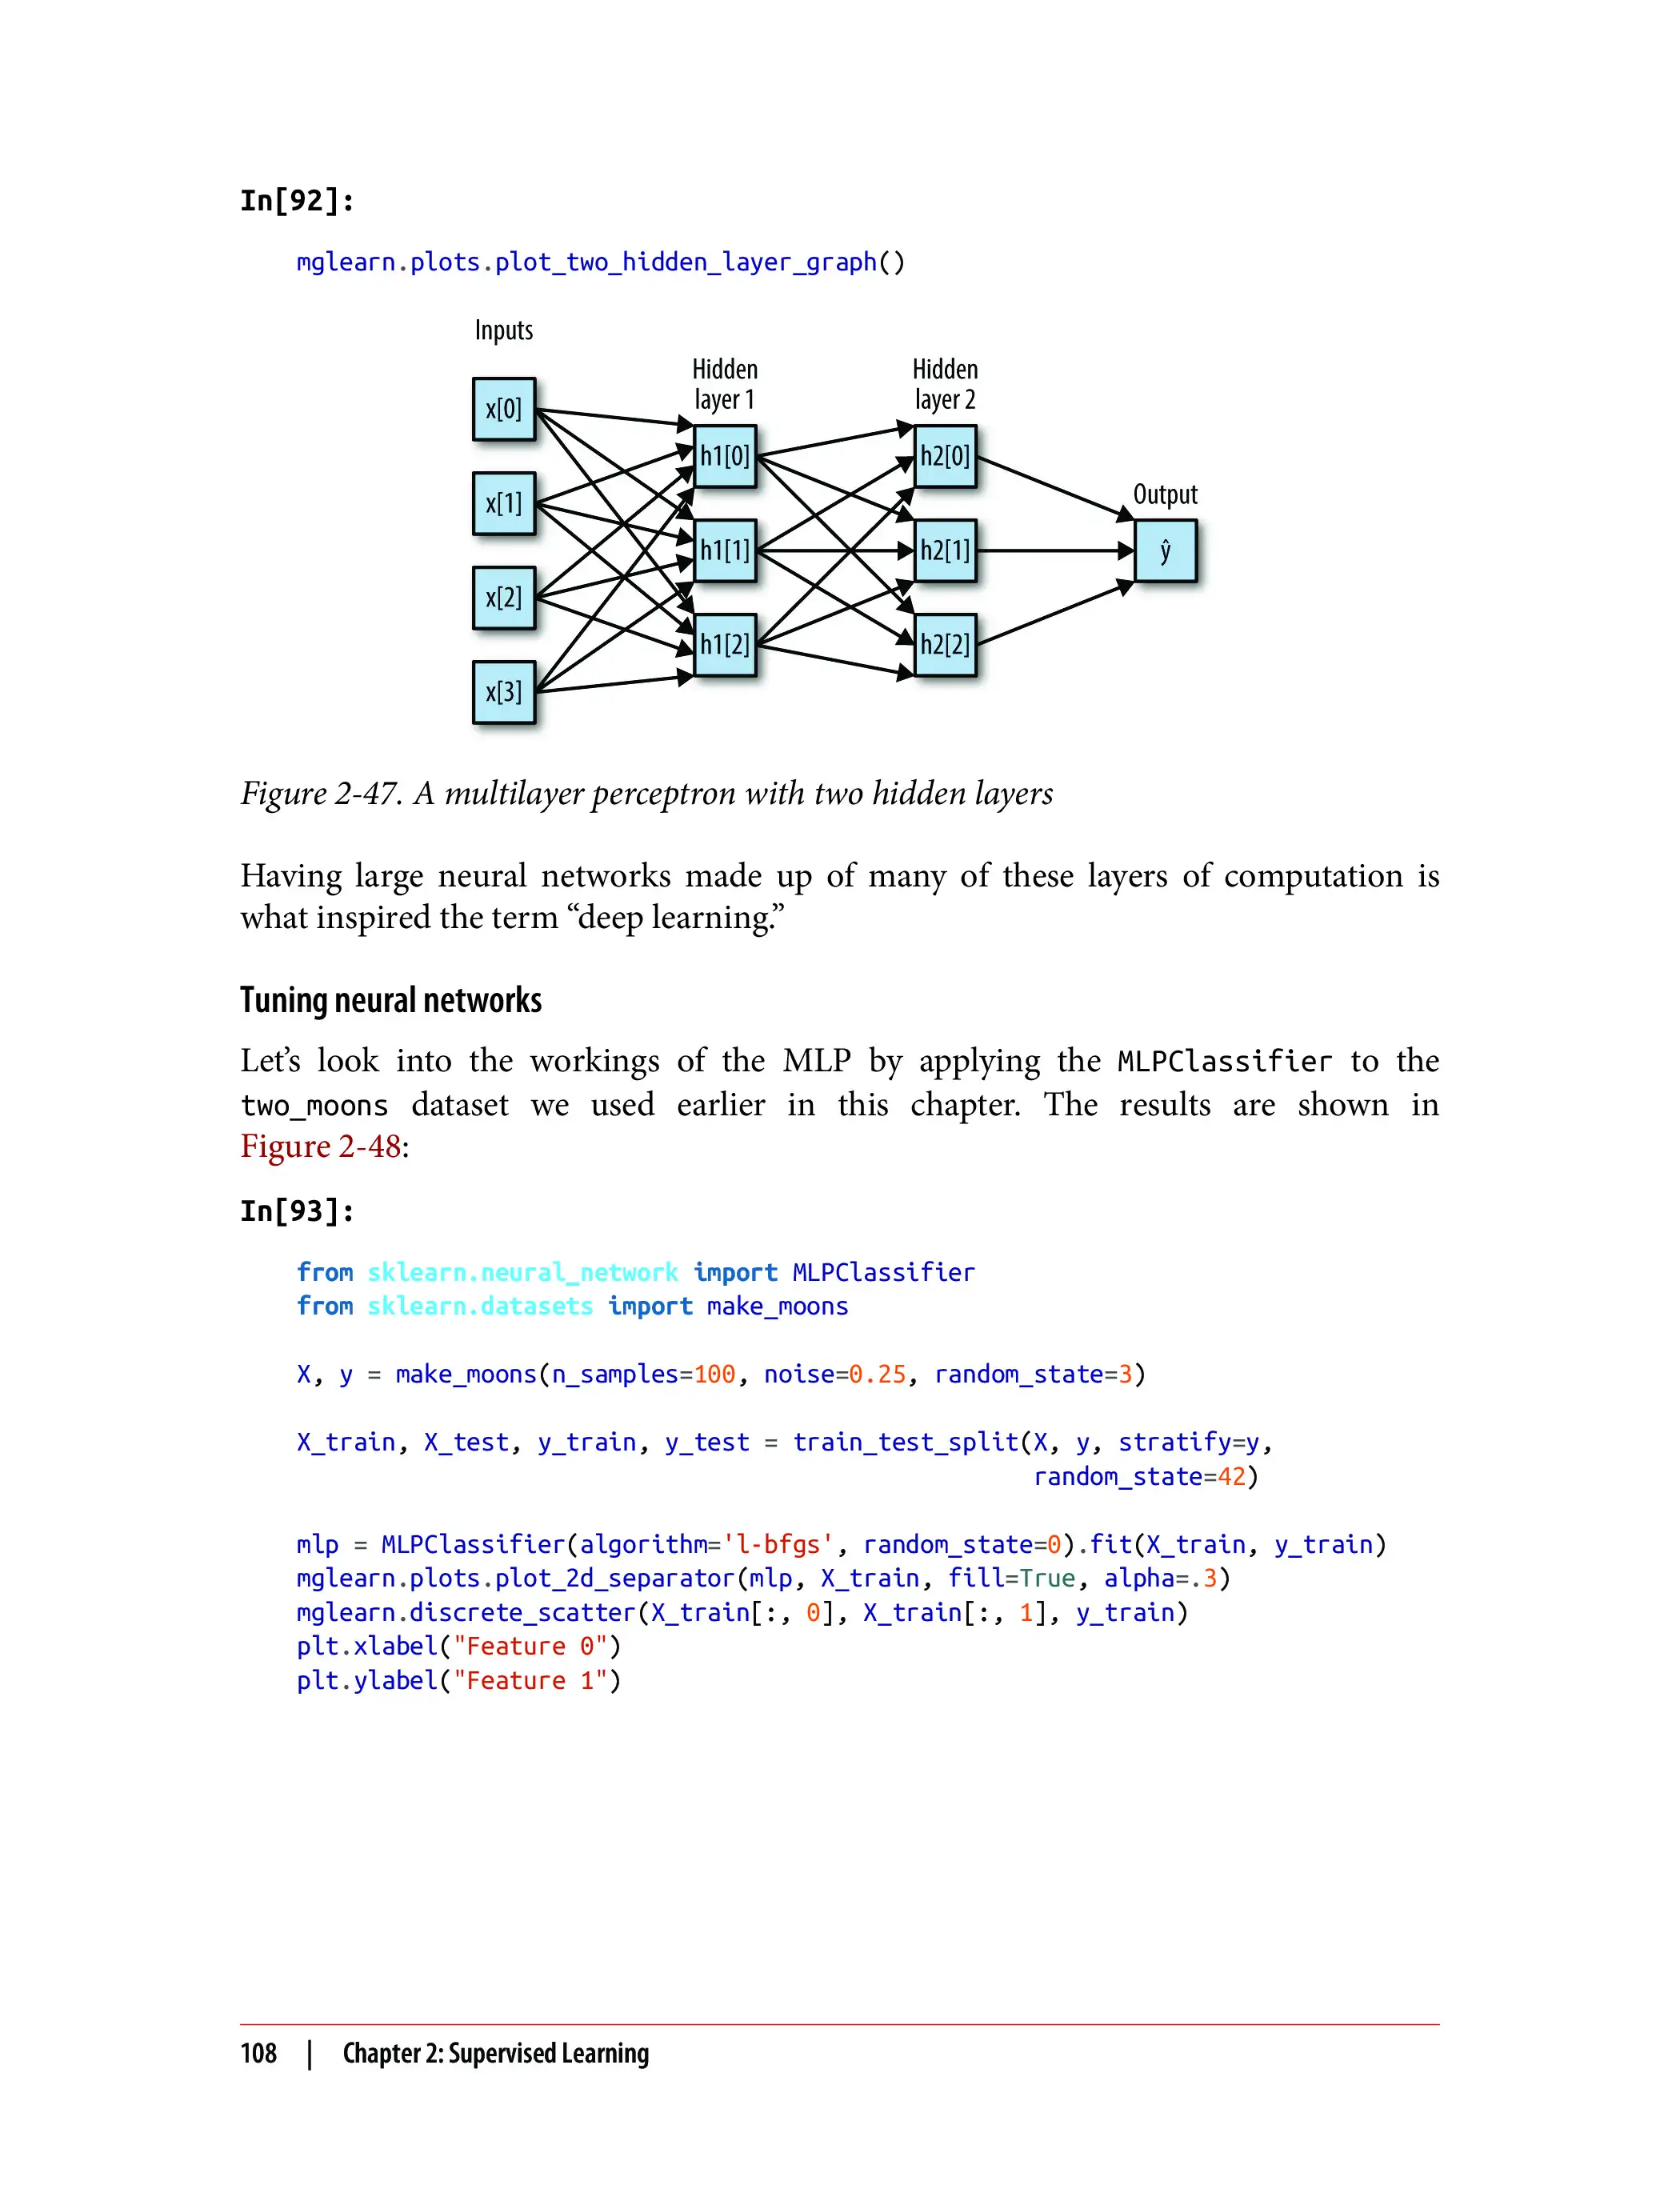 In[92]:
mglearn.plots.plot_two_hidden_layer_graph()
Inputs
Hidden
layer 1
Hidden
layer 2
Output
x[0]
x[1]
x[2]
x[3]
h1[0]
h1[1]
h1[2]
h2[0]
h2[1]
h2[2]
ŷ
Figure 2-47. A multilayer perceptron with two hidden layers
Having large neural networks made up of many of these layers of computation is
what inspired the term “deep learning.”
Tuning neural networks
Let’s look into the workings of the MLP by applying the MLPClassifier to the
two_moons dataset we used earlier in this chapter. The results are shown in
Figure 2-48:
In[93]:
from sklearn.neural_network import MLPClassifier
from sklearn.datasets import make_moons
X, y = make_moons(n_samples=100, noise=0.25, random_state=3)
X_train, X_test, y_train, y_test = train_test_split(X, y, stratify=y,
random_state=42)
mlp = MLPClassifier(algorithm='l-bfgs', random_state=0).fit(X_train, y_train)
mglearn.plots.plot_2d_separator(mlp, X_train, fill=True, alpha=.3)
mglearn.discrete_scatter(X_train[:, 0], X_train[:, 1], y_train)
plt.xlabel("Feature 0")
plt.ylabel("Feature 1")
108 | Chapter 2: Supervised Learning